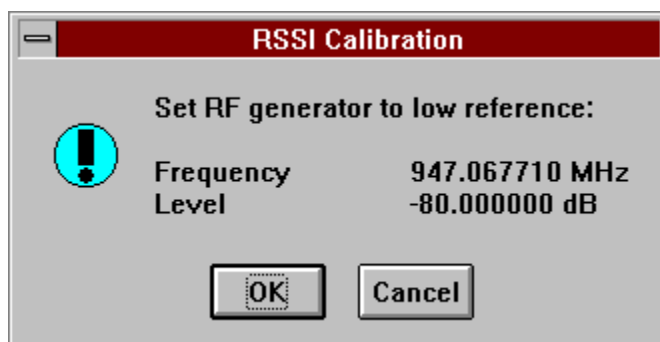 RSSI Calibration
Set RF generator to low reference:
Frequency 947.067710 MHz
Level -80.000000 dB
OK Cancel